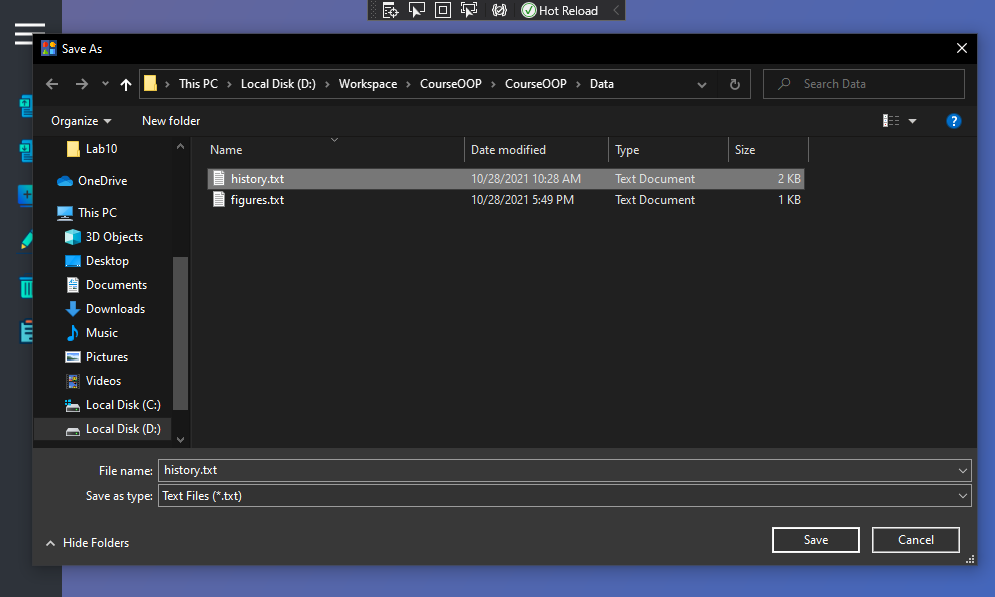 Hot Reload
Save As
This PC Local Disk (D:) Workspace CourseOOP CourseOOP Data
Search Data
Organize New folder
Name Date modified Type Size
history.txt 10/28/2021 10:28 AM Text Document 2 KB
figures.txt 10/28/2021 5:49 PM Text Document 1 KB
Lab10
OneDrive
This PC
3D Objects
Desktop
Documents
Downloads
Music
Pictures
Videos
Local Disk (C:)
Local Disk (D:)
File name: history.txt
Save as type: Text Files (*.txt)
Hide Folders Save Cancel